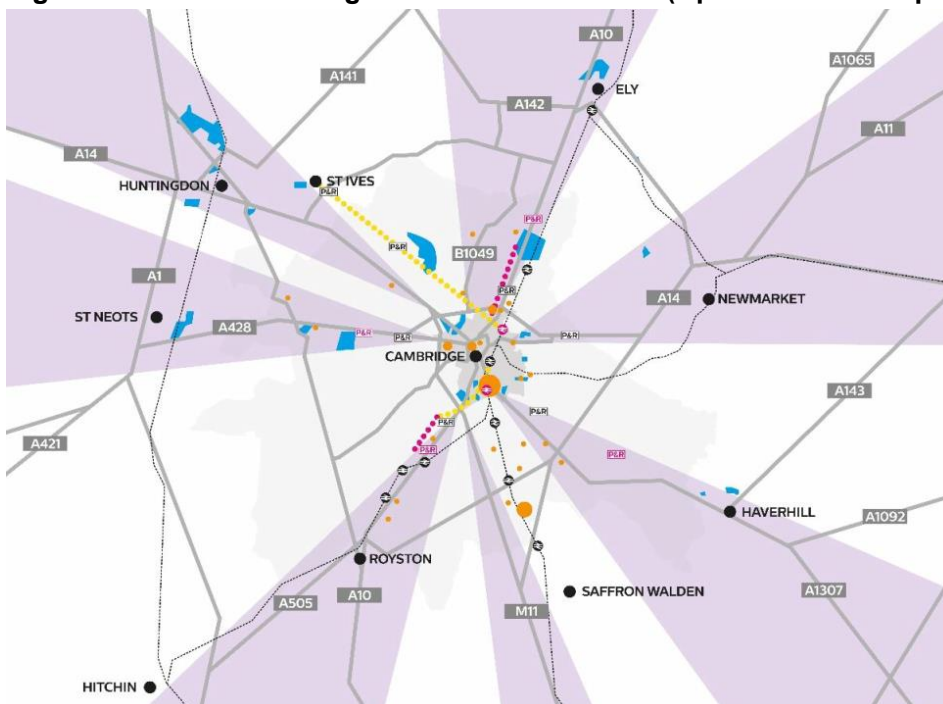 A10
A1065
A141
ELY
A142
A11
A14
ST IVES
HUNTINGDON
P&R
P&R
P&R
B1049
A1
P&R
A14
NEWMARKET
ST NEOTS
A428
P&R
P&R
P&R
CAMBRIDGE
A143
P&R
P&R
A421
P&R
P&R
HAVERHILL
A1092
ROYSTON
A505
A10
SAFFRON WALDEN
A1307
M11
HITCHIN